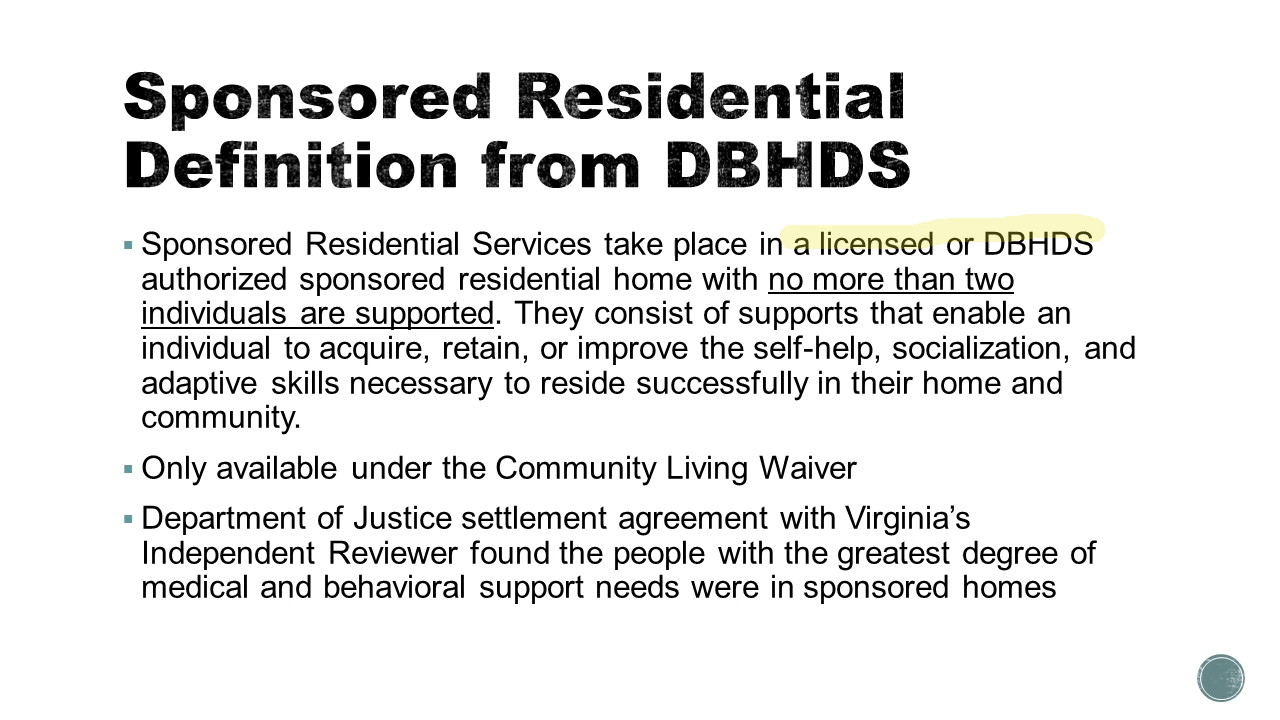 Sponsored Residential
Definition from DBHDS
▪ Sponsored Residential Services take place in a licensed or DBHDS
authorized sponsored residential home with no more than two
individuals are supported. They consist of supports that enable an
individual to acquire, retain, or improve the self-help, socialization, and
adaptive skills necessary to reside successfully in their home and
community.
▪ Only available under the Community Living Waiver
▪ Department of Justice settlement agreement with Virginia’s
Independent Reviewer found the people with the greatest degree of
medical and behavioral support needs were in sponsored homes